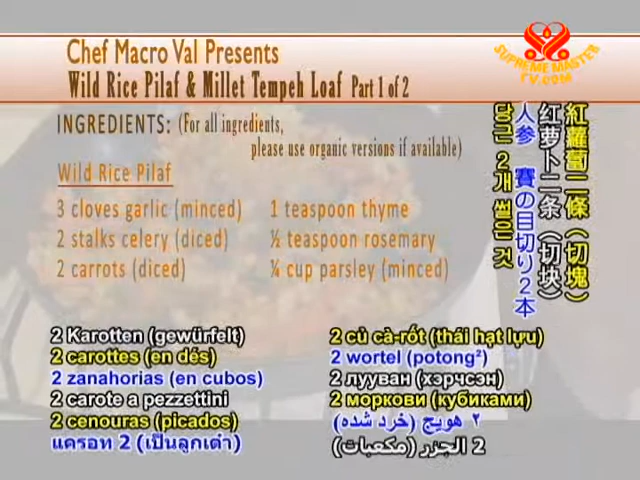 SUPREME MASTER
TV.COM
Chef Macro Val Presents
Wild Rice Pilaf & Millet Tempeh Loaf Part 1 of 2
INGREDIENTS: (For all ingredients,
please use organic versions if available)
Wild Rice Pilaf
3 cloves garlic (minced)
2 stalks celery (diced)
2 carrots (diced)
1 teaspoon thyme
½ teaspoon rosemary
¼ cup parsley (minced)
紅蘿蔔二條（切塊）
红萝卜二条（切块）
人参　賽の目切り2本
당근 2개 썰은 것
2 Karotten (gewürfelt)
2 carottes (en dés)
2 zanahorias (en cubos)
2 carote a pezzettini
2 cenouras (picados)
แครอท 2 (เป็นลูกเต๋า)
2 củ cà-rốt (thái hạt lựu)
2 wortel (potong²)
2 лууван (хэрчсэн)
2 моркови (кубиками)
۲ هویج (خرد شده)
2 الجزر (مكعبات)